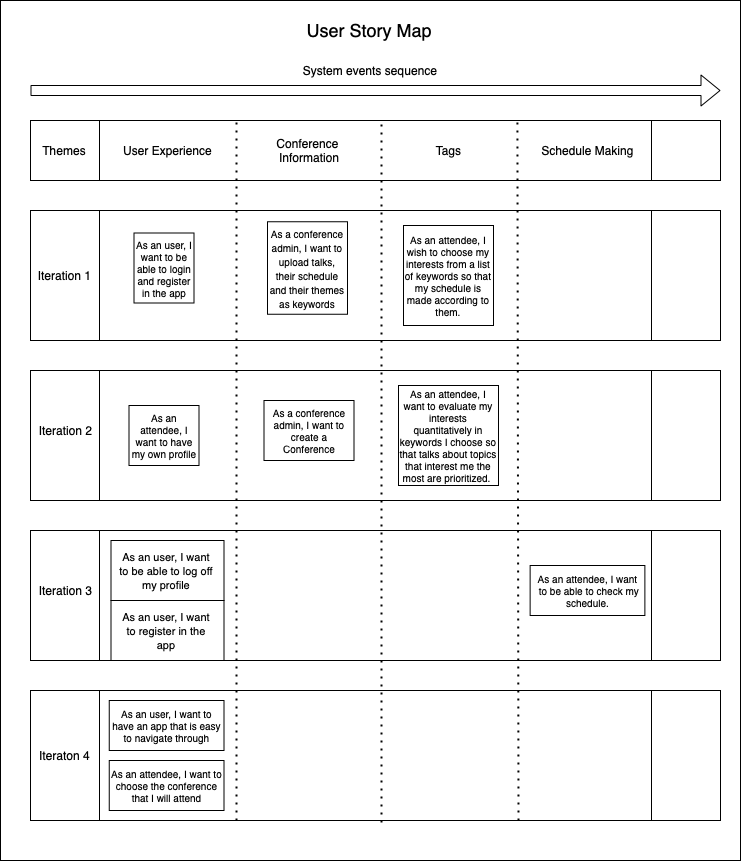 User Story Map
System events sequence
Themes
User Experience
Conference
Information
Tags
Schedule Making
Iteration 1
As an user, I
want to be
able to login
and register
in the app
As a conference
admin, I want to
upload talks,
their schedule
and their themes
as keywords
As an attendee, I
wish to choose my
interests from a list
of keywords so that
my schedule is
made according to
them.
Iteration 2
As an
attendee, I
want to have
my own profile
As a conference
admin, I want to
create a
Conference
As an attendee, I
want to evaluate my
interests
quantitatively in
keywords I choose so
that talks about topics
that interest me the
most are prioritized.
Iteration 3
As an user, I want
to be able to log off
my profile
As an user, I want
to register in the
app
As an attendee, I want
to be able to check my
schedule.
Iteraton 4
As an user, I want to
have an app that is easy
to navigate through
As an attendee, I want to
choose the conference
that I will attend